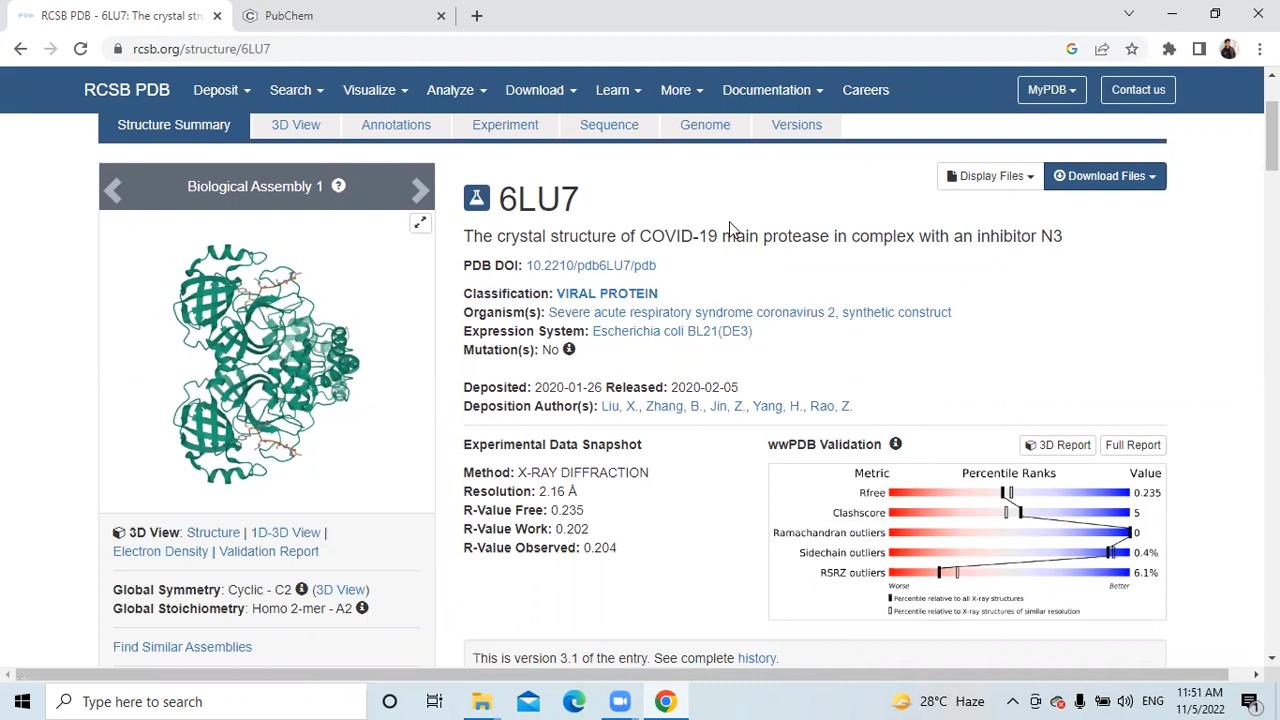 RCSB PDB - 6LU7: The crystal str
PubChem
rcsb.org/structure/6LU7
RCSB PDB Deposit Search Visualize Analyze Download Learn More Documentation Careers MyPDB Contact us
Structure Summary 3D View Annotations Experiment Sequence Genome Versions
Biological Assembly 1
Display Files Download Files
6LU7
The crystal structure of COVID-19 main protease in complex with an inhibitor N3
PDB DOI: 10.2210/pdb6LU7/pdb
Classification: VIRAL PROTEIN
Organism(s): Severe acute respiratory syndrome coronavirus 2, synthetic construct
Expression System: Escherichia coli BL21(DE3)
Mutation(s): No
Deposited: 2020-01-26 Released: 2020-02-05
Deposition Author(s): Liu, X., Zhang, B., Jin, Z., Yang, H., Rao, Z.
Experimental Data Snapshot
Method: X-RAY DIFFRACTION
Resolution: 2.16 Å
R-Value Free: 0.235
R-Value Work: 0.202
R-Value Observed: 0.204
wwPDB Validation 3D Report Full Report
Metric Percentile Ranks Value
Rfree 0.235
Clashscore 5
Ramachandran outliers 0
Sidechain outliers 0.4%
RSRZ outliers 6.1%
Worse Better
Percentile relative to all X-ray structures
Percentile relative to X-ray structures of similar resolution
3D View: Structure | 1D-3D View |
Electron Density | Validation Report
Global Symmetry: Cyclic - C2 (3D View)
Global Stoichiometry: Homo 2-mer - A2
Find Similar Assemblies
This is version 3.1 of the entry. See complete history.
Type here to search
28°C Haze
ENG
11:51 AM
11/5/2022